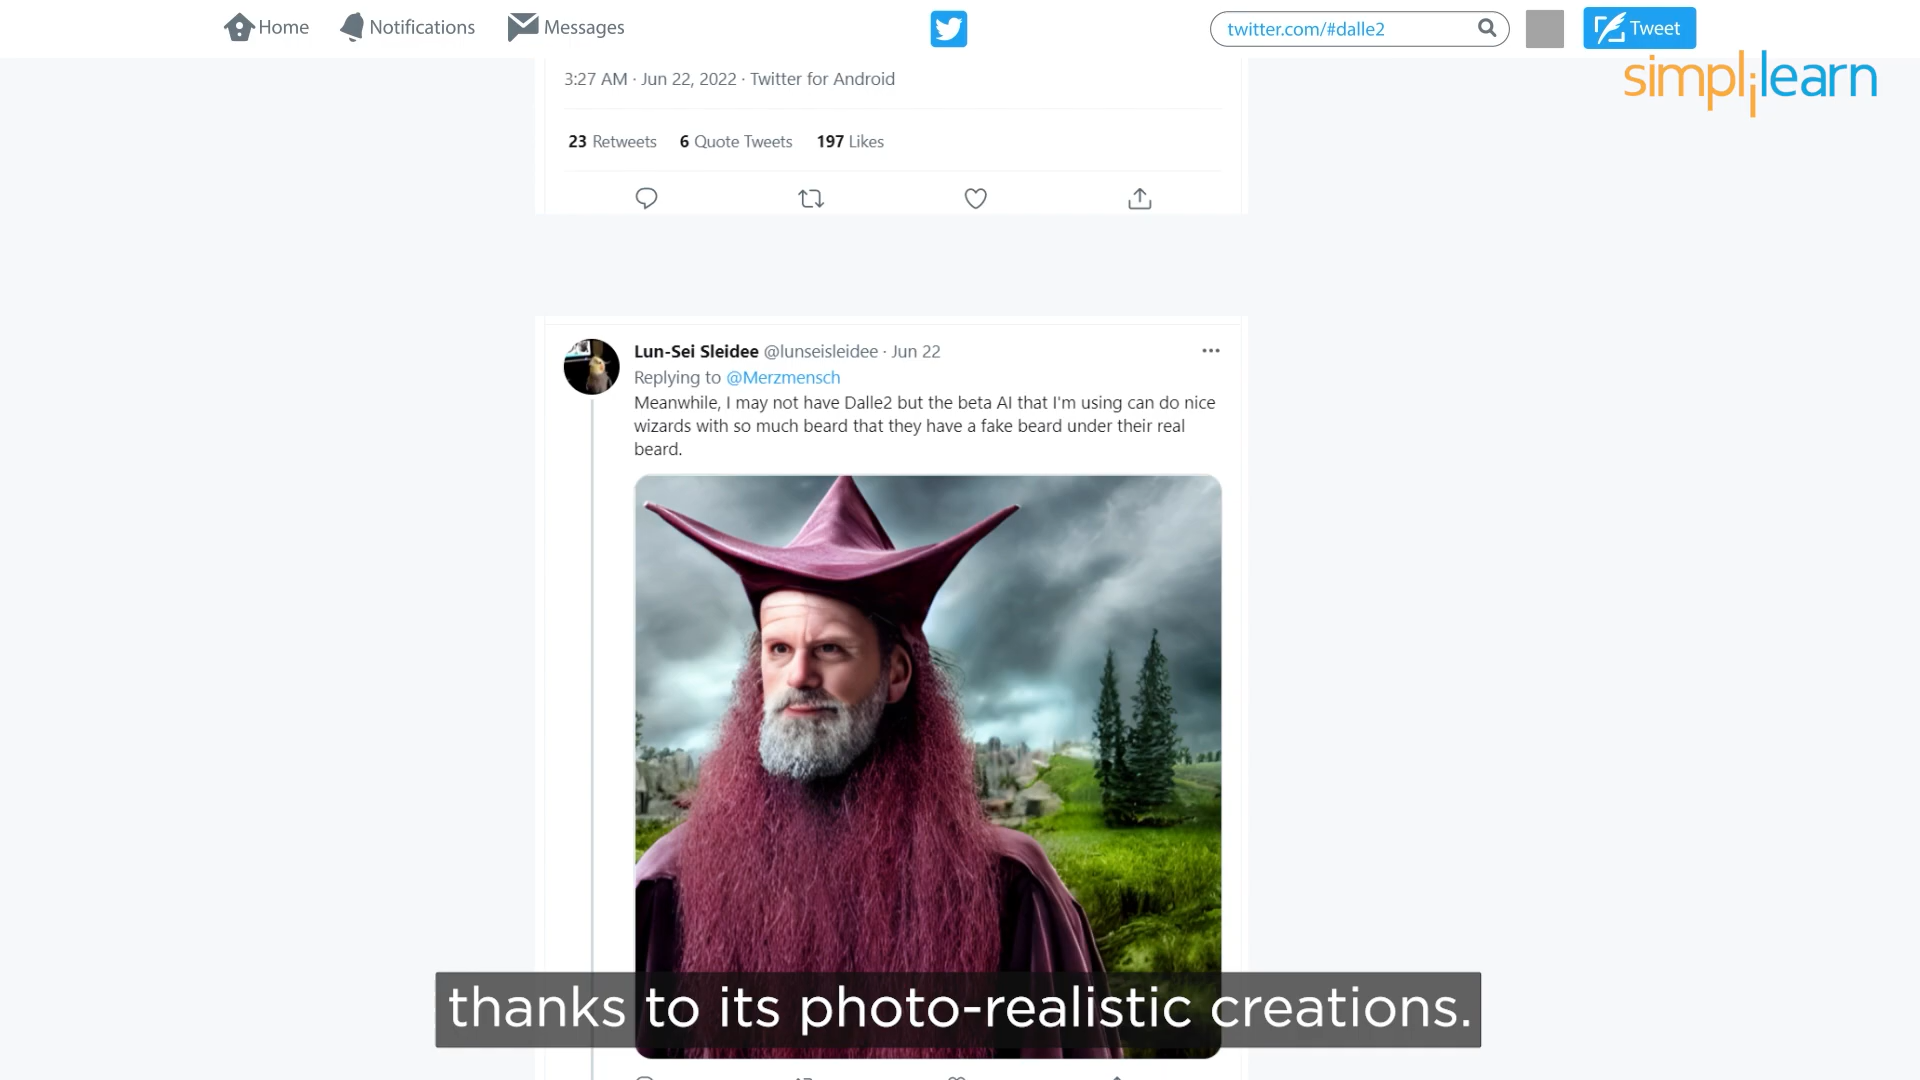 Home
Notifications
Messages
twitter.com/#dalle2
Tweet
simplilearn
3:27 AM · Jun 22, 2022 · Twitter for Android
23 Retweets 6 Quote Tweets 197 Likes
Lun-Sei Sleidee @lunseisleidee · Jun 22
Replying to @Merzmensch
Meanwhile, I may not have Dalle2 but the beta AI that I'm using can do nice
wizards with so much beard that they have a fake beard under their real
beard.
thanks to its photo-realistic creations.